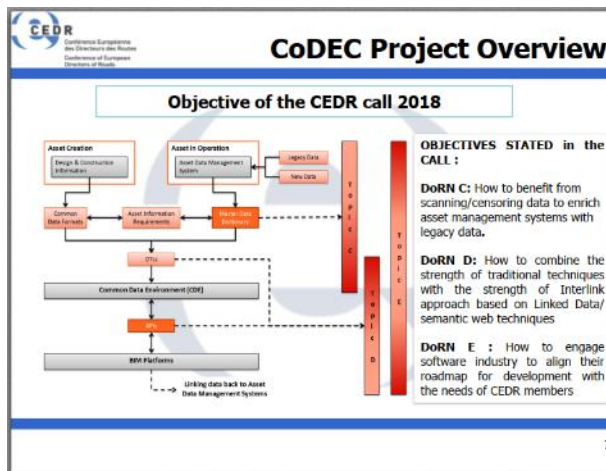 CEDR
Conférence Européenne
des Directeurs des Routes
Conference of European
Directors of Roads
CoDEC Project Overview
Objective of the CEDR call 2018
Asset Creation
Design & Construction
Information
Asset in Operation
Asset Data Management
System
Legacy Data
New Data
Common
Data Formats
Asset Information
Requirements
Master Data
Dictionary
OTLs
Common Data Environment (CDE)
APIs
BIM Platforms
Linking data back to Asset
Data Management Systems
Topic C
Topic D
Topic E
OBJECTIVES STATED in the
CALL :
DoRN C: How to benefit from
scanning/censoring data to enrich
asset management systems with
legacy data.
DoRN D: How to combine the
strength of traditional techniques
with the strength of Interlink
approach based on Linked Data/
semantic web techniques
DoRN E : How to engage
software industry to align their
roadmap for development with
the needs of CEDR members